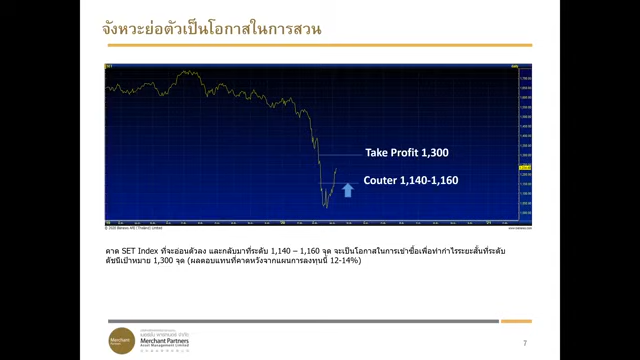 จังหวะย่อตัวเป็นโอกาสในการสวน
Take Profit 1,300
Couter 1,140-1,160
คาด SET Index ที่จะอ่อนตัวลง และกลับมาที่ระดับ 1,140 – 1,160 จุด จะเป็นโอกาสในการเข้าซื้อเพื่อทำกำไรระยะสั้นที่ระดับ
ดัชนีเป้าหมาย 1,300 จุด (ผลตอบแทนที่คาดหวังจากแผนการลงทุนนี้ 12-14%)
Merchant
Merchant Partners
Asset Management Limited
7